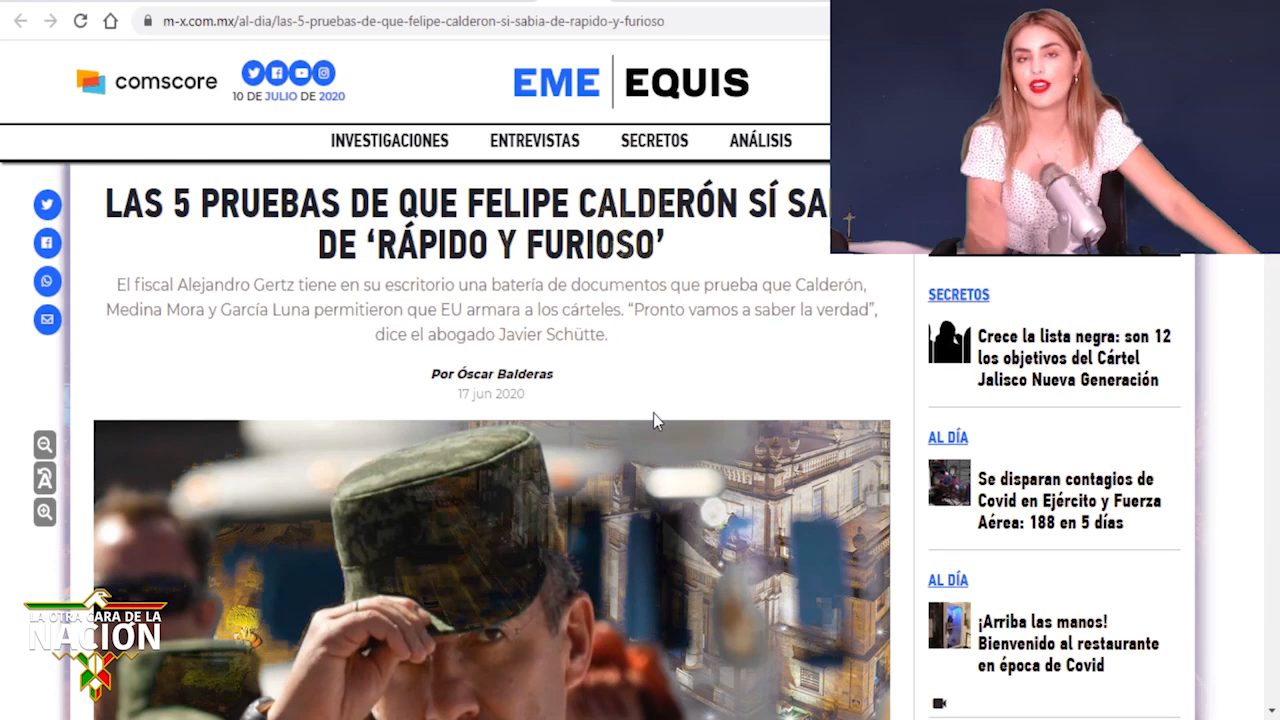 m-x.com.mx/al-dia/las-5-pruebas-de-que-felipe-calderon-si-sabia-de-rapido-y-furioso
comscore
10 DE JULIO DE 2020
EME EQUIS
INVESTIGACIONES ENTREVISTAS SECRETOS ANÁLISIS
LAS 5 PRUEBAS DE QUE FELIPE CALDERÓN SÍ SA
DE ‘RÁPIDO Y FURIOSO’
El fiscal Alejandro Gertz tiene en su escritorio una batería de documentos que prueba que Calderón,
Medina Mora y García Luna permitieron que EU armara a los cárteles. “Pronto vamos a saber la verdad”,
dice el abogado Javier Schütte.
Por Óscar Balderas
17 jun 2020
SECRETOS
Crece la lista negra: son 12
los objetivos del Cártel
Jalisco Nueva Generación
AL DÍA
Se disparan contagios de
Covid en Ejército y Fuerza
Aérea: 188 en 5 días
AL DÍA
¡Arriba las manos!
Bienvenido al restaurante
en época de Covid
LA OTRA CARA DE LA
NACIÓN